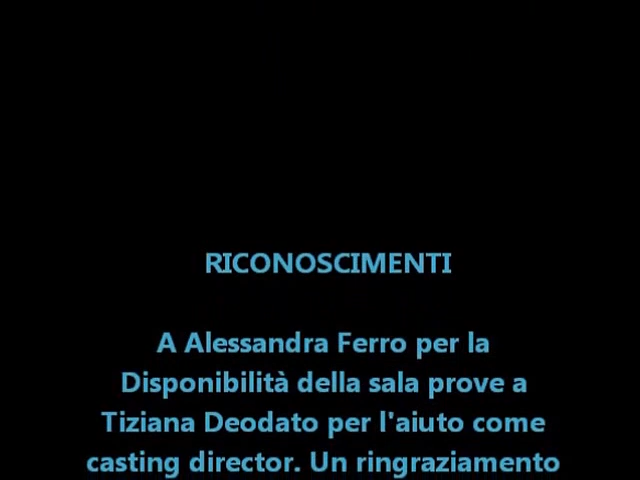 RICONOSCIMENTI
A Alessandra Ferro per la
Disponibilità della sala prove a
Tiziana Deodato per l'aiuto come
casting director. Un ringraziamento